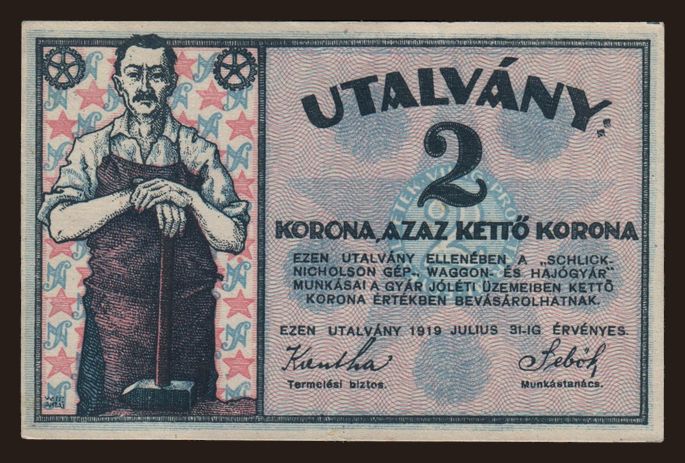 UTALVÁNY:
2
KORONA, AZAZ KETTŐ KORONA
EZEN UTALVÁNY ELLENÉBEN A „SCHLICK-
NICHOLSON GÉP-, WAGGON- ÉS HAJÓGYÁR"
MUNKÁSAI A GYÁR JÓLÉTI ÜZEMEIBEN KETTŐ
KORONA ÉRTÉKBEN BEVÁSÁROLHATNAK.
EZEN UTALVÁNY 1919 JULIUS 31-IG ÉRVÉNYES.
Sebők
Termelési biztos. Munkástanács.